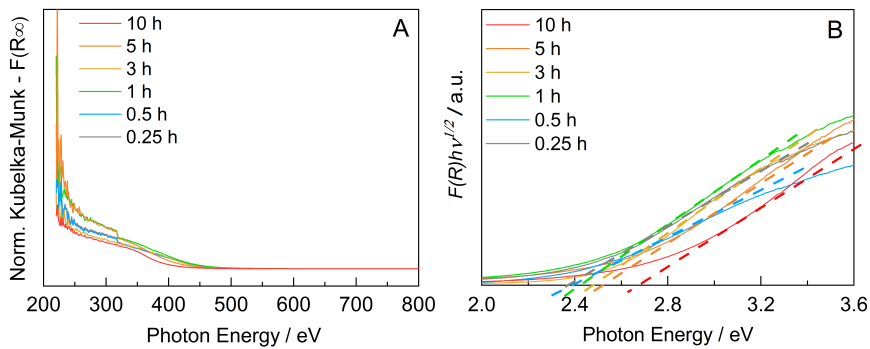 A
10 h
5 h
3 h
1 h
0.5 h
0.25 h
Norm. Kubelka-Munk - F(R∞)
200 300 400 500 600 700 800
Photon Energy / eV
B
10 h
5 h
3 h
1 h
0.5 h
0.25 h
F(R)hν1/2 / a.u.
2.0 2.4 2.8 3.2 3.6
Photon Energy / eV